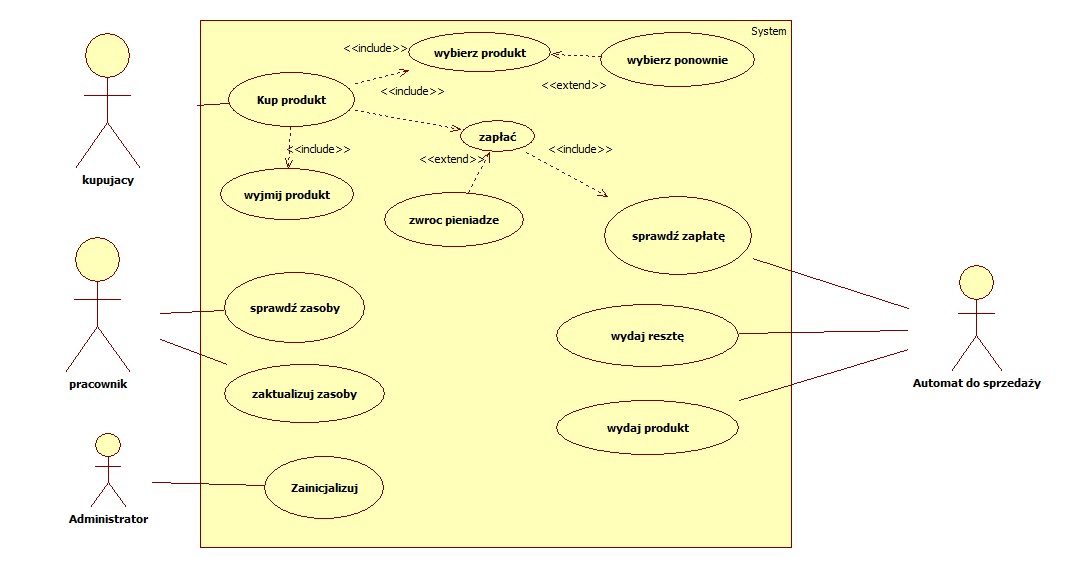 System
<<include>>
wybierz produkt
wybierz ponownie
<<extend>>
<<include>>
Kup produkt
zapłać
<<include>>
<<include>>
<<extend>>
kupujacy
wyjmij produkt
zwroc pieniadze
sprawdź zapłatę
sprawdź zasoby
wydaj resztę
pracownik
Automat do sprzedaży
zaktualizuj zasoby
wydaj produkt
Zainicjalizuj
Administrator